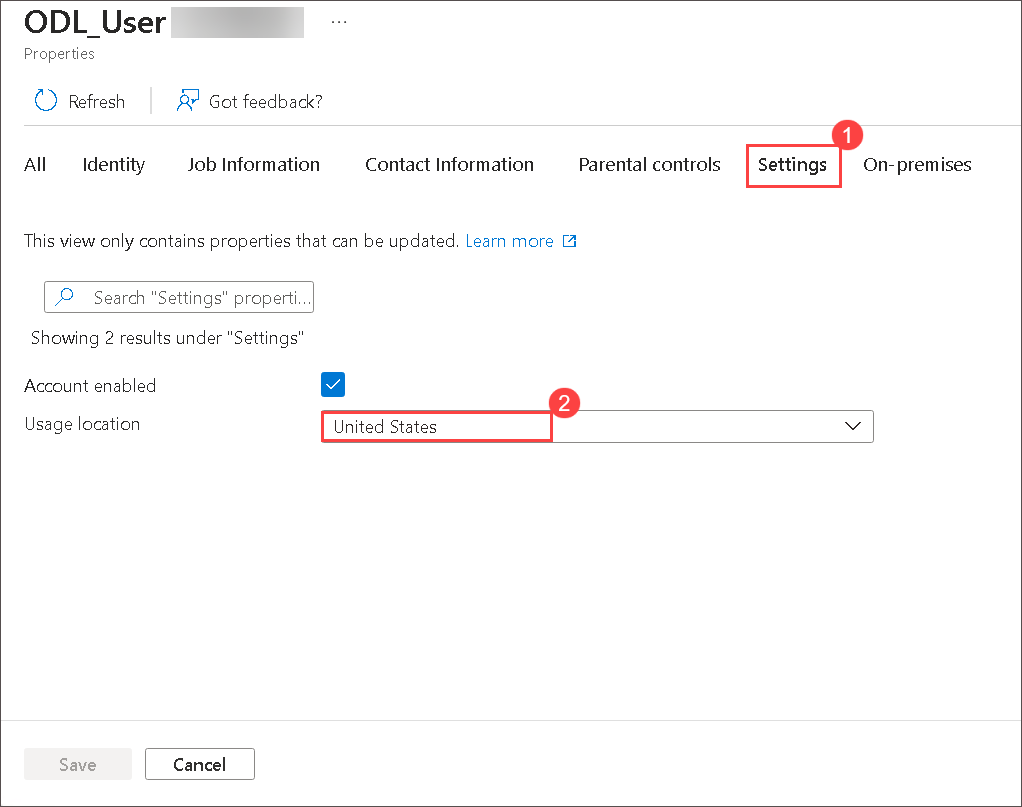 ODL_User ...
Properties
Refresh Got feedback?
1
All Identity Job Information Contact Information Parental controls Settings On-premises
This view only contains properties that can be updated. Learn more
Search "Settings" properti...
Showing 2 results under "Settings"
Account enabled
2
Usage location United States
Save Cancel